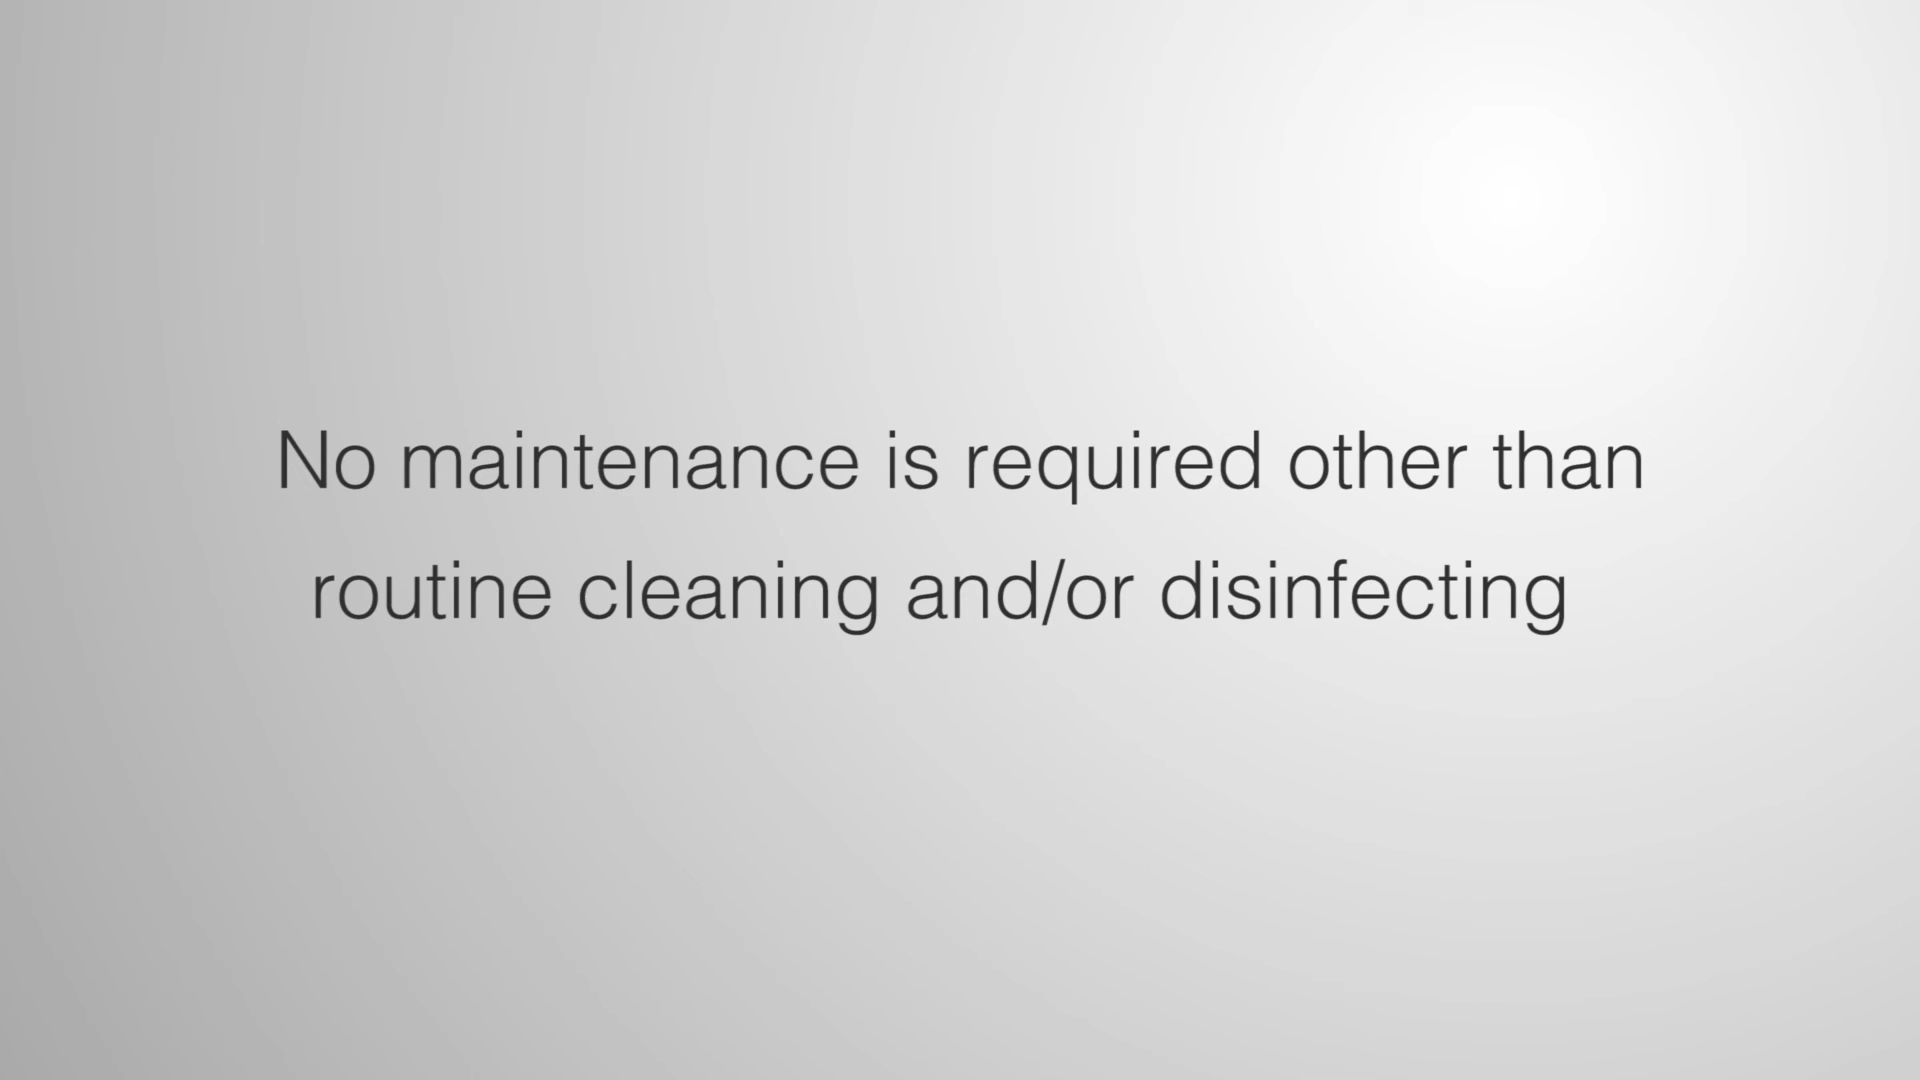 No maintenance is required other than
routine cleaning and/or disinfecting